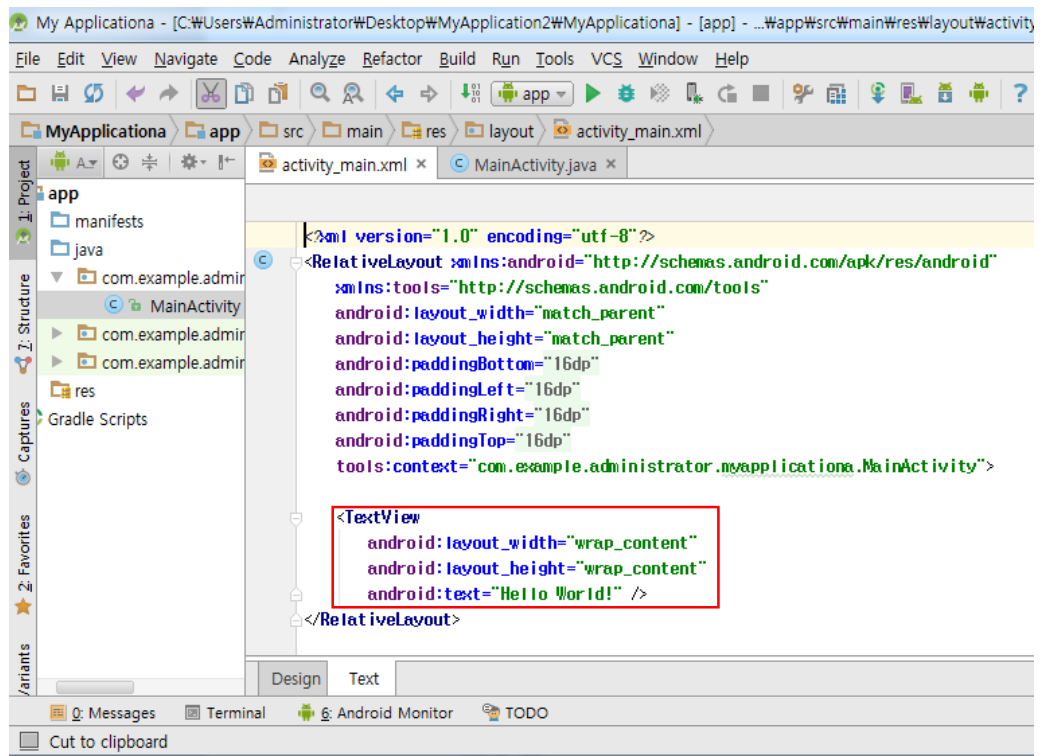 My Applicationa - [C:₩Users₩Administrator₩Desktop₩MyApplication2₩MyApplicationa] - [app] - ...₩app₩src₩main₩res₩layout₩activity
File Edit View Navigate Code Analyze Refactor Build Run Tools VCS Window Help
app
MyApplicationa app src main res layout activity_main.xml
activity_main.xml MainActivity.java
1: Project
7: Structure
Captures
2: Favorites
Variants
app
manifests
java
com.example.admir
MainActivity
com.example.admir
com.example.admir
res
Gradle Scripts
<?xml version="1.0" encoding="utf-8"?>
<RelativeLayout xmlns:android="http://schemas.android.com/apk/res/android"
xmlns:tools="http://schemas.android.com/tools"
android:layout_width="match_parent"
android:layout_height="match_parent"
android:paddingBottom="16dp"
android:paddingLeft="16dp"
android:paddingRight="16dp"
android:paddingTop="16dp"
tools:context="com.example.administrator.myapplicationa.MainActivity">
<TextView
android:layout_width="wrap_content"
android:layout_height="wrap_content"
android:text="Hello World!" />
</RelativeLayout>
Design Text
0: Messages Terminal 6: Android Monitor TODO
Cut to clipboard